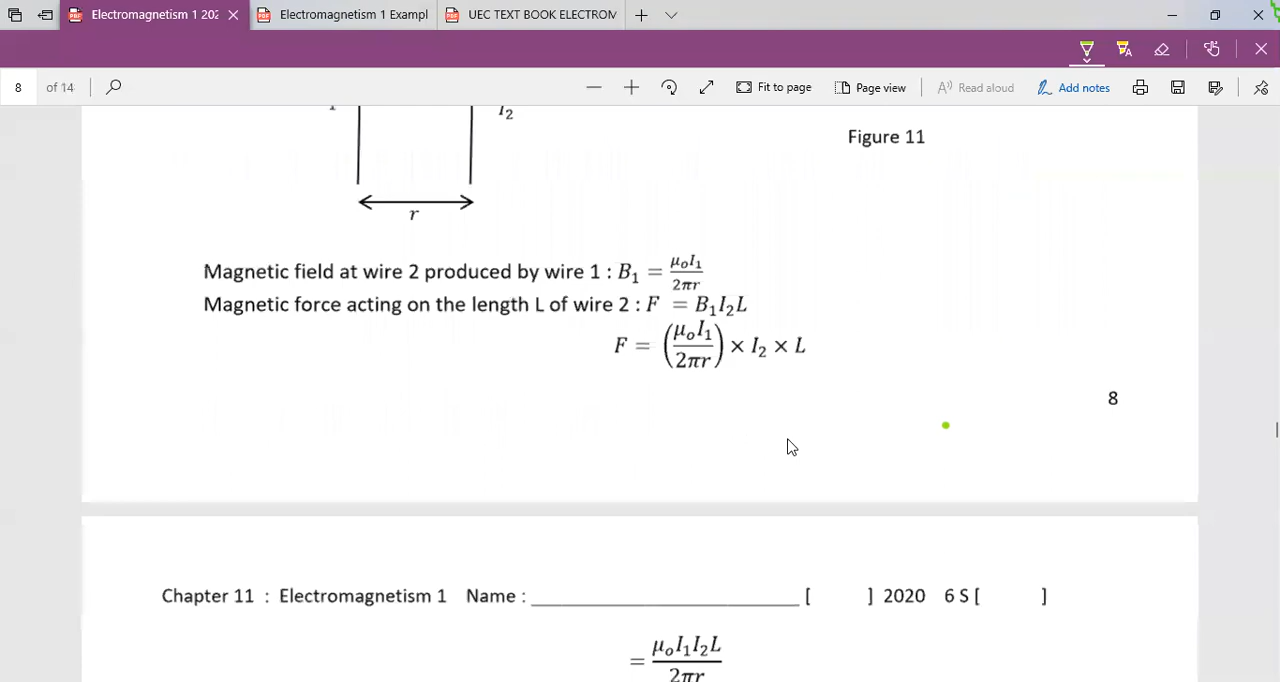 Electromagnetism 1 202
Electromagnetism 1 Exampl
UEC TEXT BOOK ELECTROM
8 of 14
Fit to page
Page view
Read aloud
Add notes
I₂
Figure 11
r
Magnetic field at wire 2 produced by wire 1 : B₁ = μₒI₁/2πr
Magnetic force acting on the length L of wire 2 : F = B₁I₂L
F = (μₒI₁/2πr) × I₂ × L
8
Chapter 11 : Electromagnetism 1 Name : ______________________________ [ ] 2020 6 S [ ]
= μₒI₁I₂L/2πr